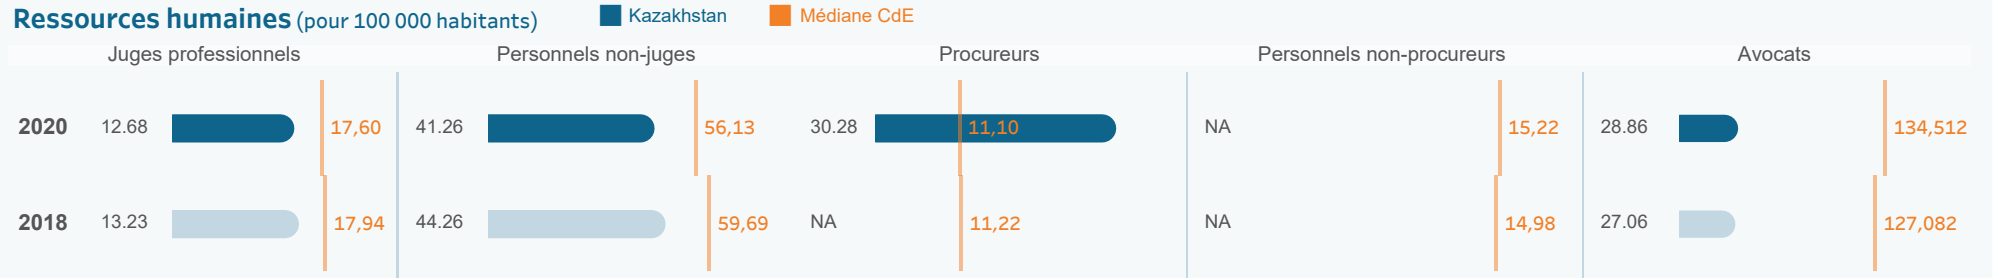 Ressources humaines (pour 100 000 habitants) Kazakhstan Médiane CdE
Juges professionnels Personnels non-juges Procureurs Personnels non-procureurs Avocats
2020 12.68 17,60 41.26 56,13 30.28 11,10 NA 15,22 28.86 134,512
2018 13.23 17,94 44.26 59,69 NA 11,22 NA 14,98 27.06 127,082